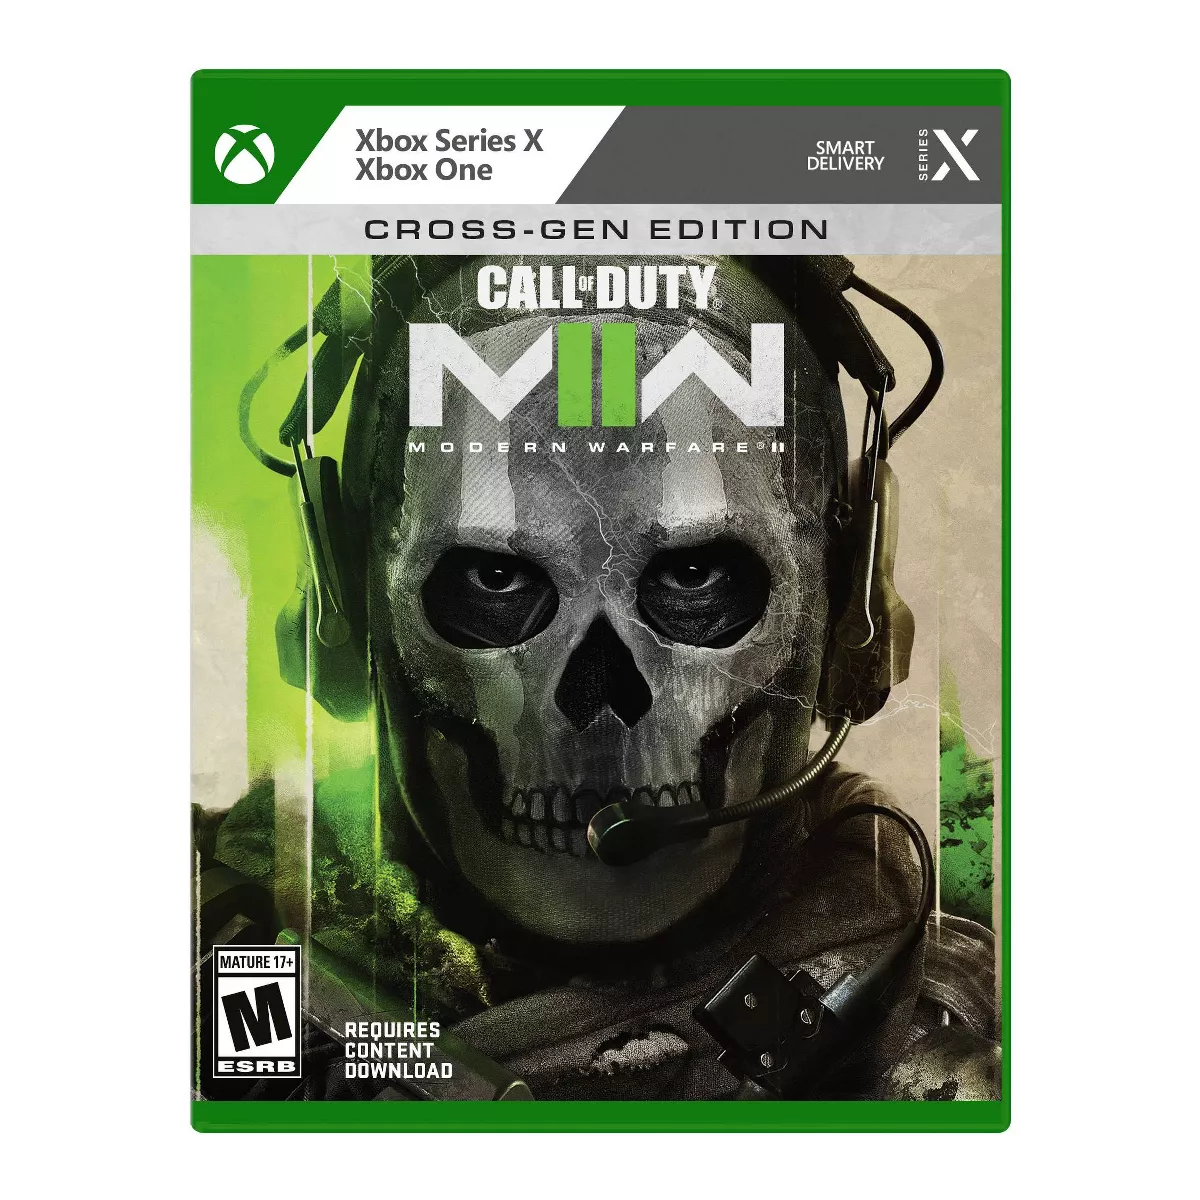 Xbox Series X
Xbox One
SMART
DELIVERY
SERIES X
CROSS-GEN EDITION
CALL OF DUTY®
MIIW
MODERN WARFARE® II
MATURE 17+
M
ESRB
REQUIRES
CONTENT
DOWNLOAD